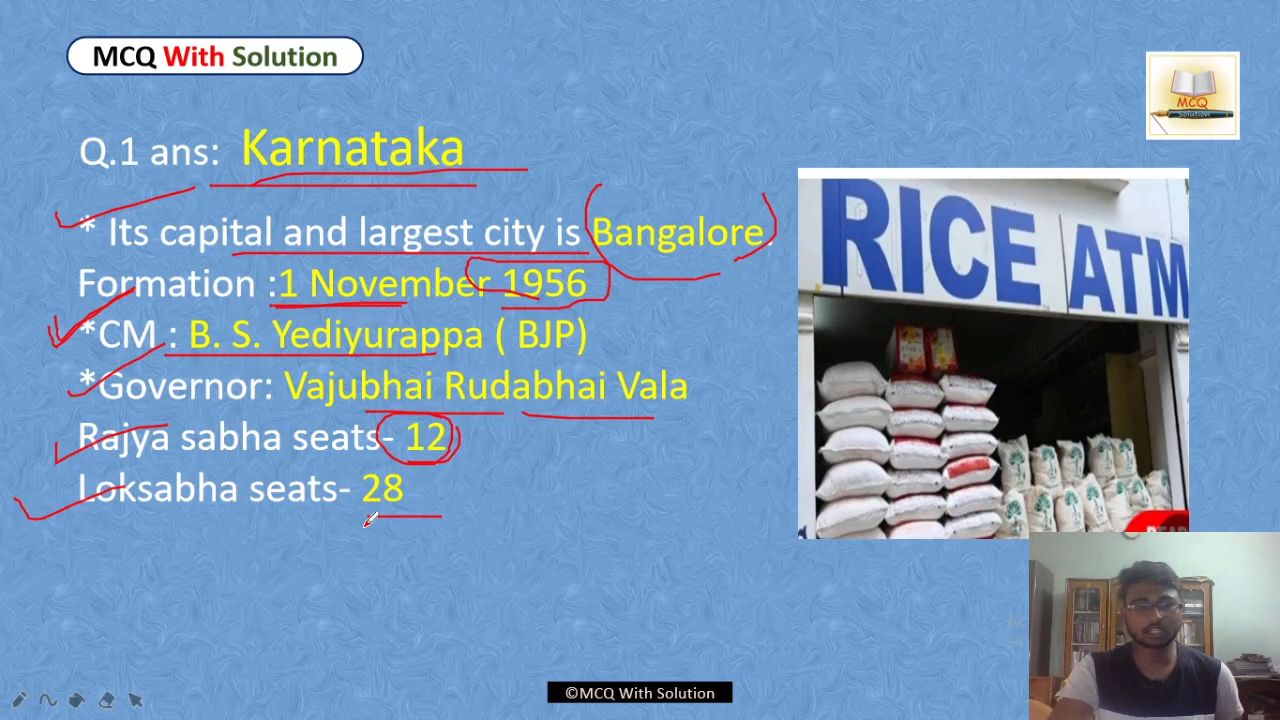 MCQ With Solution
MCQ
Solution
Q.1 ans: Karnataka
* Its capital and largest city is Bangalore.
Formation :1 November 1956
*CM : B. S. Yediyurappa ( BJP)
*Governor: Vajubhai Rudabhai Vala
Rajya sabha seats- 12
Loksabha seats- 28
RICE ATM
©MCQ With Solution